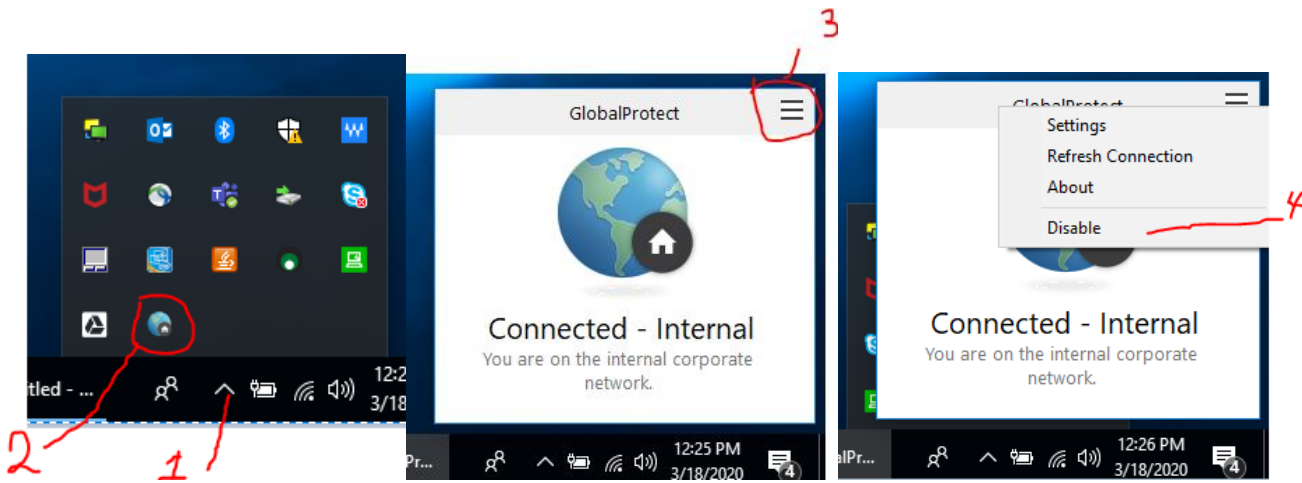 3
GlobalProtect
Connected - Internal
You are on the internal corporate
network.
itled - ...
12:2
3/18
2
1
Pr...
12:25 PM
3/18/2020
4
GlobalProtect
Settings
Refresh Connection
About
Disable
4
Connected - Internal
You are on the internal corporate
network.
alPr...
12:26 PM
3/18/2020
4